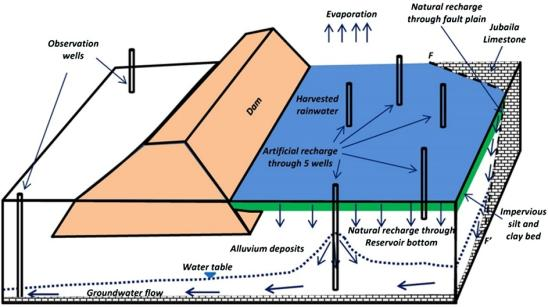 Natural recharge
through fault plain
Evaporation
Jubaila
Limestone
Observation
wells
F
Dam
Harvested
rainwater
Artificial recharge
through 5 wells
Impervious
silt and
clay bed
Natural recharge through
Reservoir bottom
F'
Alluvium deposits
Water table
Groundwater flow